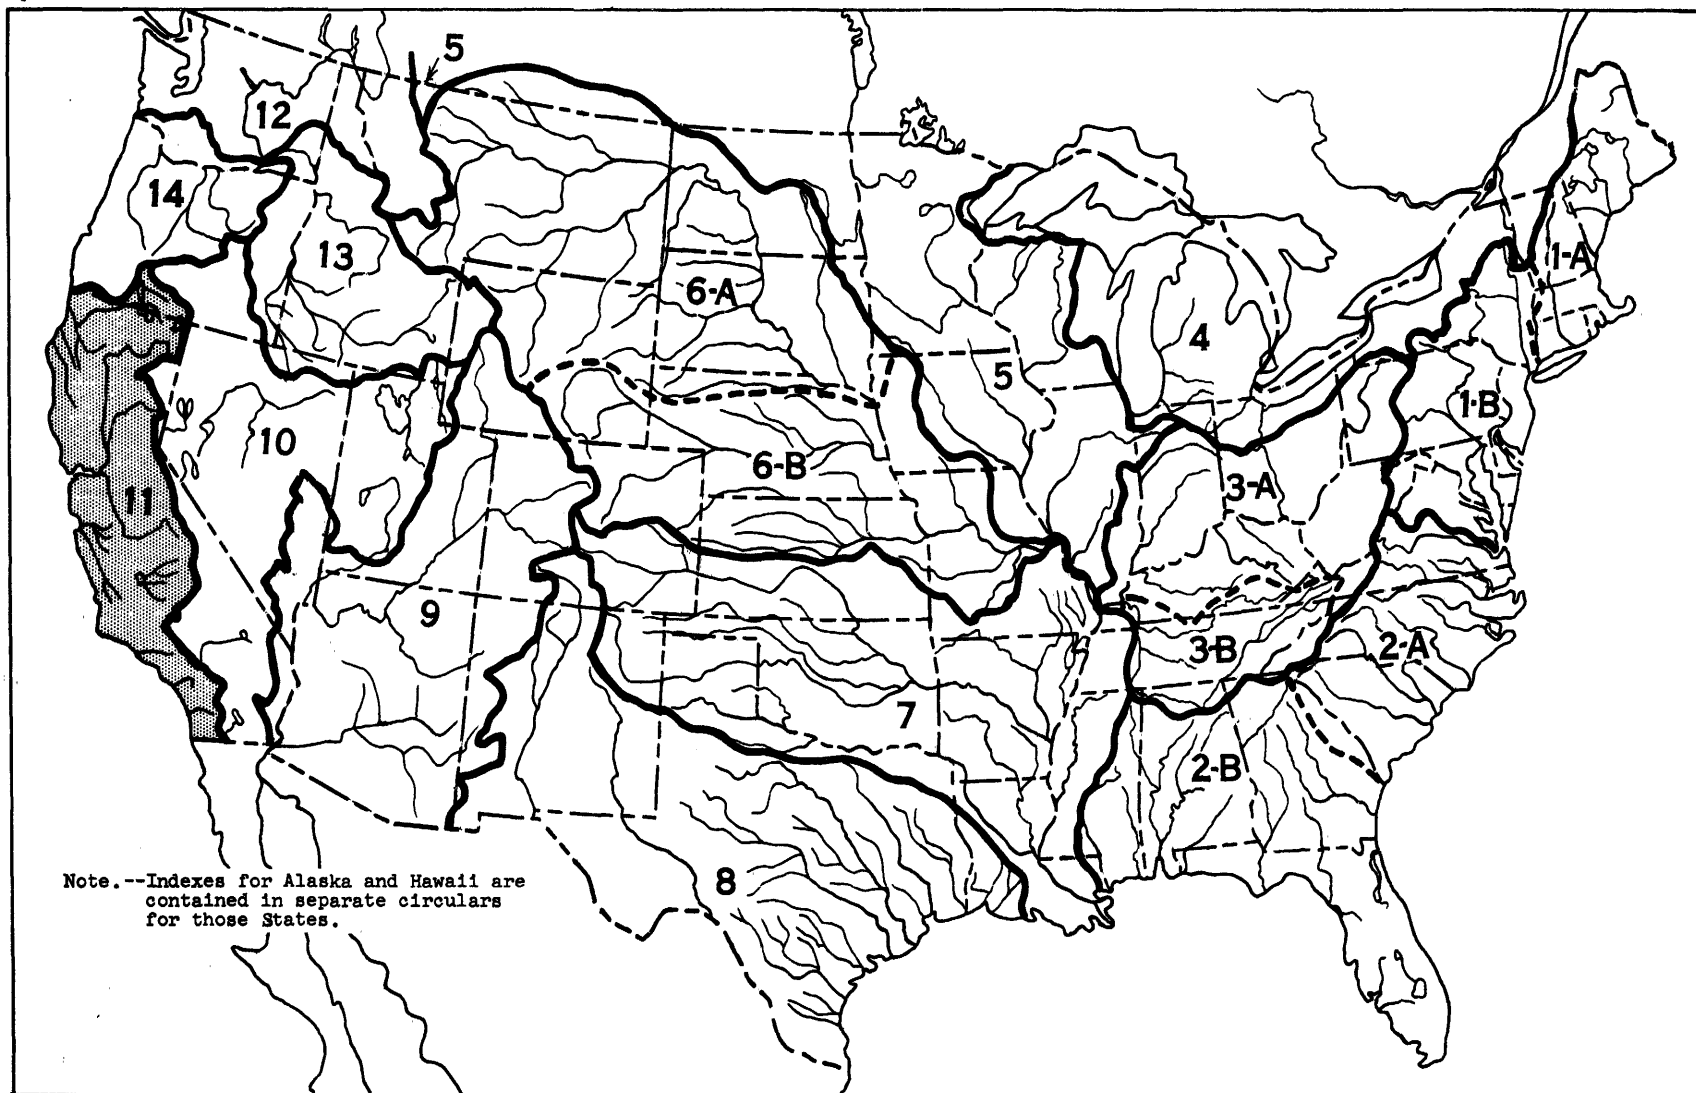 5
12
14
13
1-A
6-A
4
5
1-B
10
6-B
3-A
11
9
3-B
2-A
7
2-B
8
Note.--Indexes for Alaska and Hawaii are
contained in separate circulars
for those States.